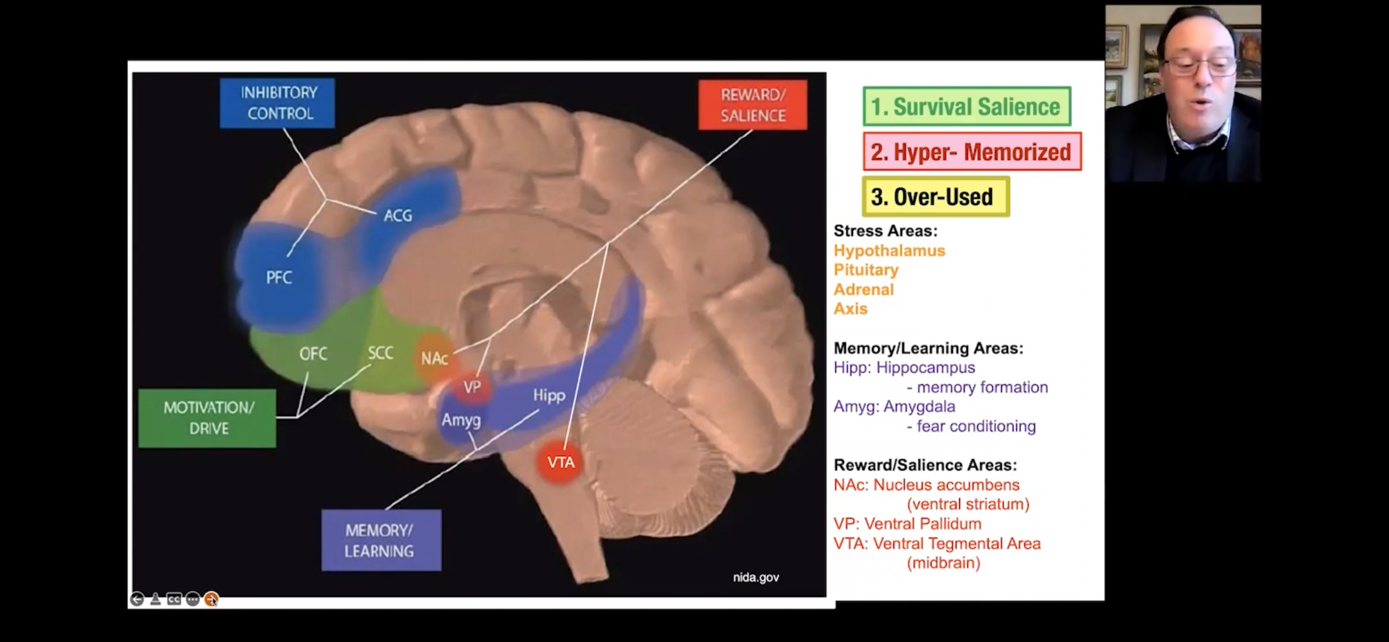 INHIBITORY
CONTROL
REWARD/
SALIENCE
ACG
PFC
OFC
SCC
NAc
VP
Hipp
Amyg
VTA
MOTIVATION/
DRIVE
MEMORY/
LEARNING
nida.gov
CC
1. Survival Salience
2. Hyper- Memorized
3. Over-Used
Stress Areas:
Hypothalamus
Pituitary
Adrenal
Axis
Memory/Learning Areas:
Hipp: Hippocampus
- memory formation
Amyg: Amygdala
- fear conditioning
Reward/Salience Areas:
NAc: Nucleus accumbens
(ventral striatum)
VP: Ventral Pallidum
VTA: Ventral Tegmental Area
(midbrain)